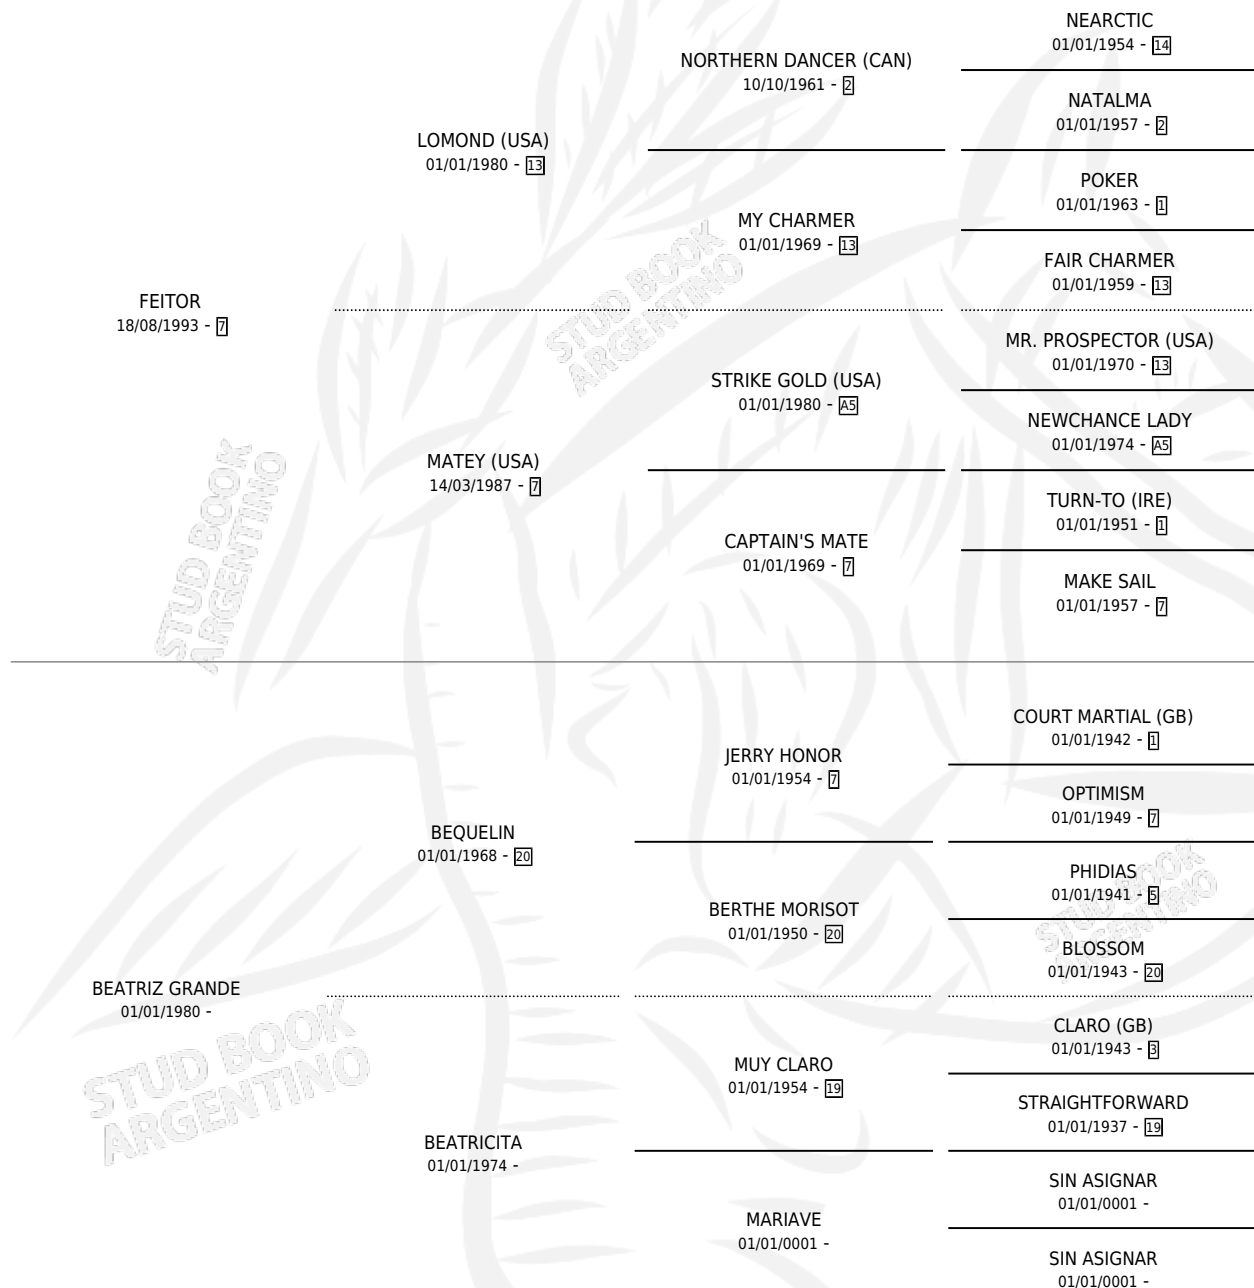 NEARCTIC
01/01/1954 - 14
NORTHERN DANCER (CAN)
10/10/1961 - 2
NATALMA
01/01/1957 - 2
LOMOND (USA)
01/01/1980 - 13
POKER
01/01/1963 - 1
MY CHARMER
01/01/1969 - 13
FAIR CHARMER
01/01/1959 - 13
FEITOR
18/08/1993 - 7
STUD BOOK
ARGENTINO
MR. PROSPECTOR (USA)
01/01/1970 - 13
STRIKE GOLD (USA)
01/01/1980 - A5
NEWCHANCE LADY
01/01/1974 - A5
MATEY (USA)
14/03/1987 - 7
TURN-TO (IRE)
01/01/1951 - 1
CAPTAIN'S MATE
01/01/1969 - 7
MAKE SAIL
01/01/1957 - 7
STUD BOOK
ARGENTINO
COURT MARTIAL (GB)
01/01/1942 - 1
JERRY HONOR
01/01/1954 - 7
OPTIMISM
01/01/1949 - 7
BEQUELIN
01/01/1968 - 20
PHIDIAS
01/01/1941 - 5
BERTHE MORISOT
01/01/1950 - 20
BLOSSOM
01/01/1943 - 20
STUD BOOK
ARGENTINO
BEATRIZ GRANDE
01/01/1980 -
CLARO (GB)
01/01/1943 - 3
MUY CLARO
01/01/1954 - 19
STRAIGHTFORWARD
01/01/1937 - 19
STUD BOOK
ARGENTINO
BEATRICITA
01/01/1974 -
SIN ASIGNAR
01/01/0001 -
MARIAVE
01/01/0001 -
SIN ASIGNAR
01/01/0001 -